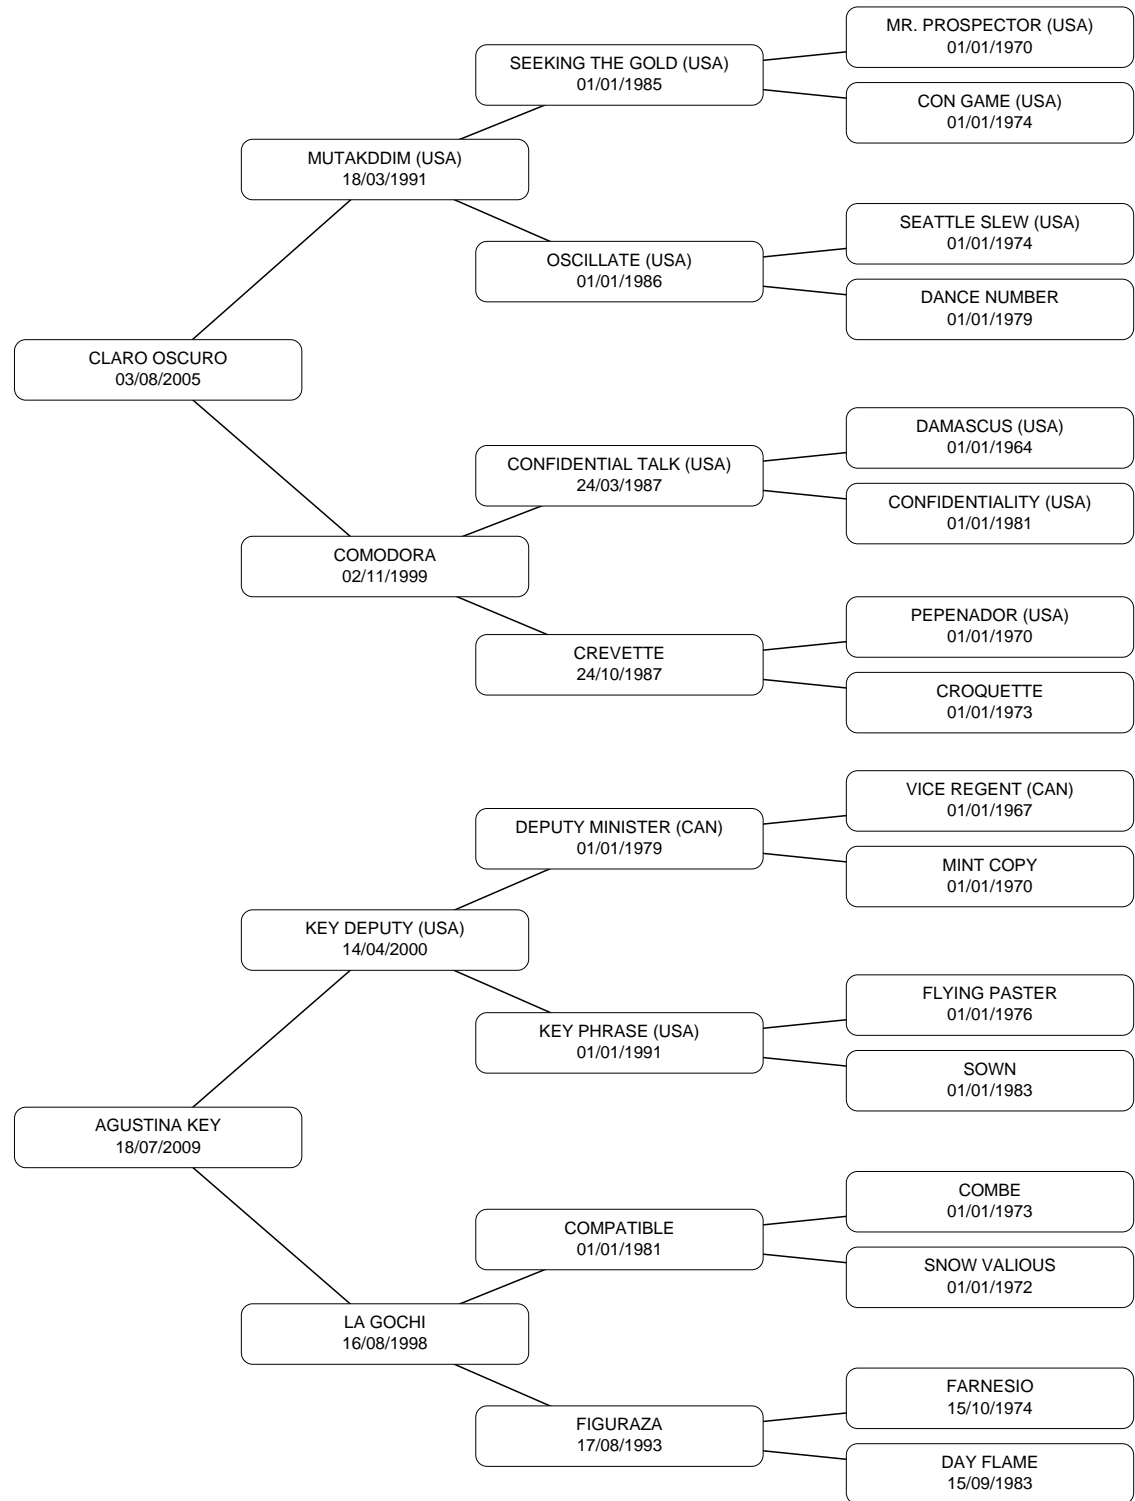 MR. PROSPECTOR (USA)
01/01/1970
SEEKING THE GOLD (USA)
01/01/1985
CON GAME (USA)
01/01/1974
MUTAKDDIM (USA)
18/03/1991
SEATTLE SLEW (USA)
01/01/1974
OSCILLATE (USA)
01/01/1986
DANCE NUMBER
01/01/1979
CLARO OSCURO
03/08/2005
DAMASCUS (USA)
01/01/1964
CONFIDENTIAL TALK (USA)
24/03/1987
CONFIDENTIALITY (USA)
01/01/1981
COMODORA
02/11/1999
PEPENADOR (USA)
01/01/1970
CREVETTE
24/10/1987
CROQUETTE
01/01/1973
VICE REGENT (CAN)
01/01/1967
DEPUTY MINISTER (CAN)
01/01/1979
MINT COPY
01/01/1970
KEY DEPUTY (USA)
14/04/2000
FLYING PASTER
01/01/1976
KEY PHRASE (USA)
01/01/1991
SOWN
01/01/1983
AGUSTINA KEY
18/07/2009
COMBE
01/01/1973
COMPATIBLE
01/01/1981
SNOW VALIOUS
01/01/1972
LA GOCHI
16/08/1998
FARNESIO
15/10/1974
FIGURAZA
17/08/1993
DAY FLAME
15/09/1983